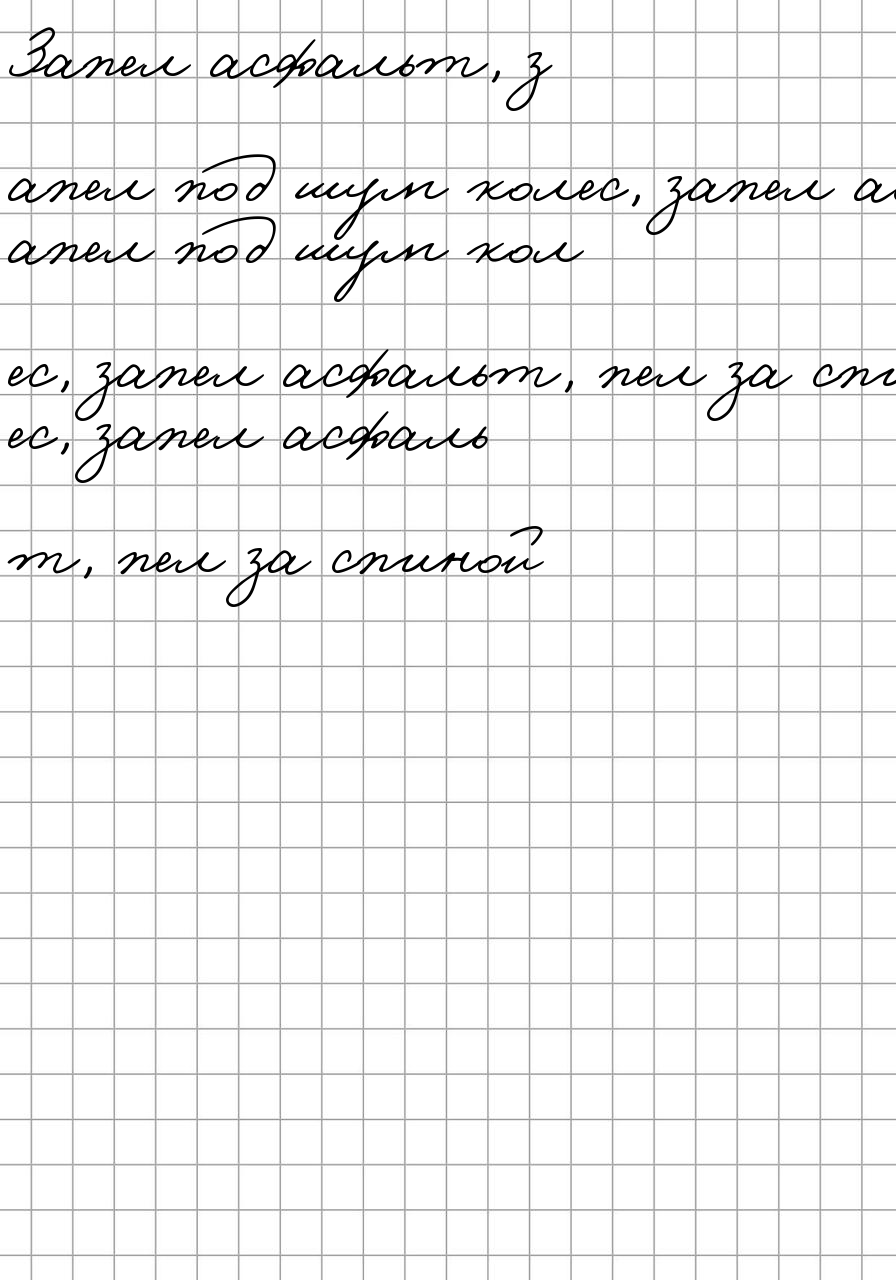 Запел асфальт, з
апел под шум колес, запел ас
апел под шум кол
ес, запел асфальт, пел за спи
ес, запел асфаль
т, пел за спиной